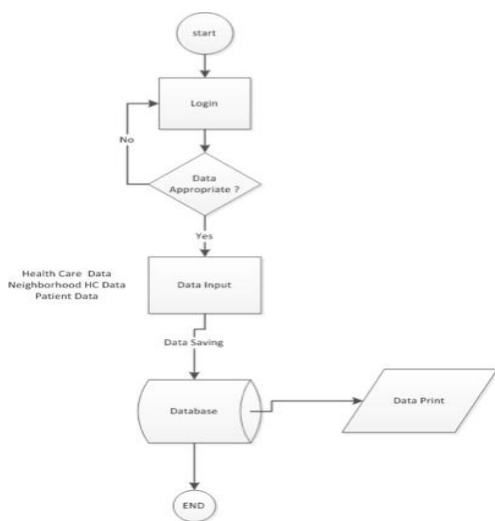 start
Login
No
Data
Appropriate ?
Yes
Health Care Data
Neighborhood HC Data
Patient Data
Data Input
Data Saving
Database
Data Print
END